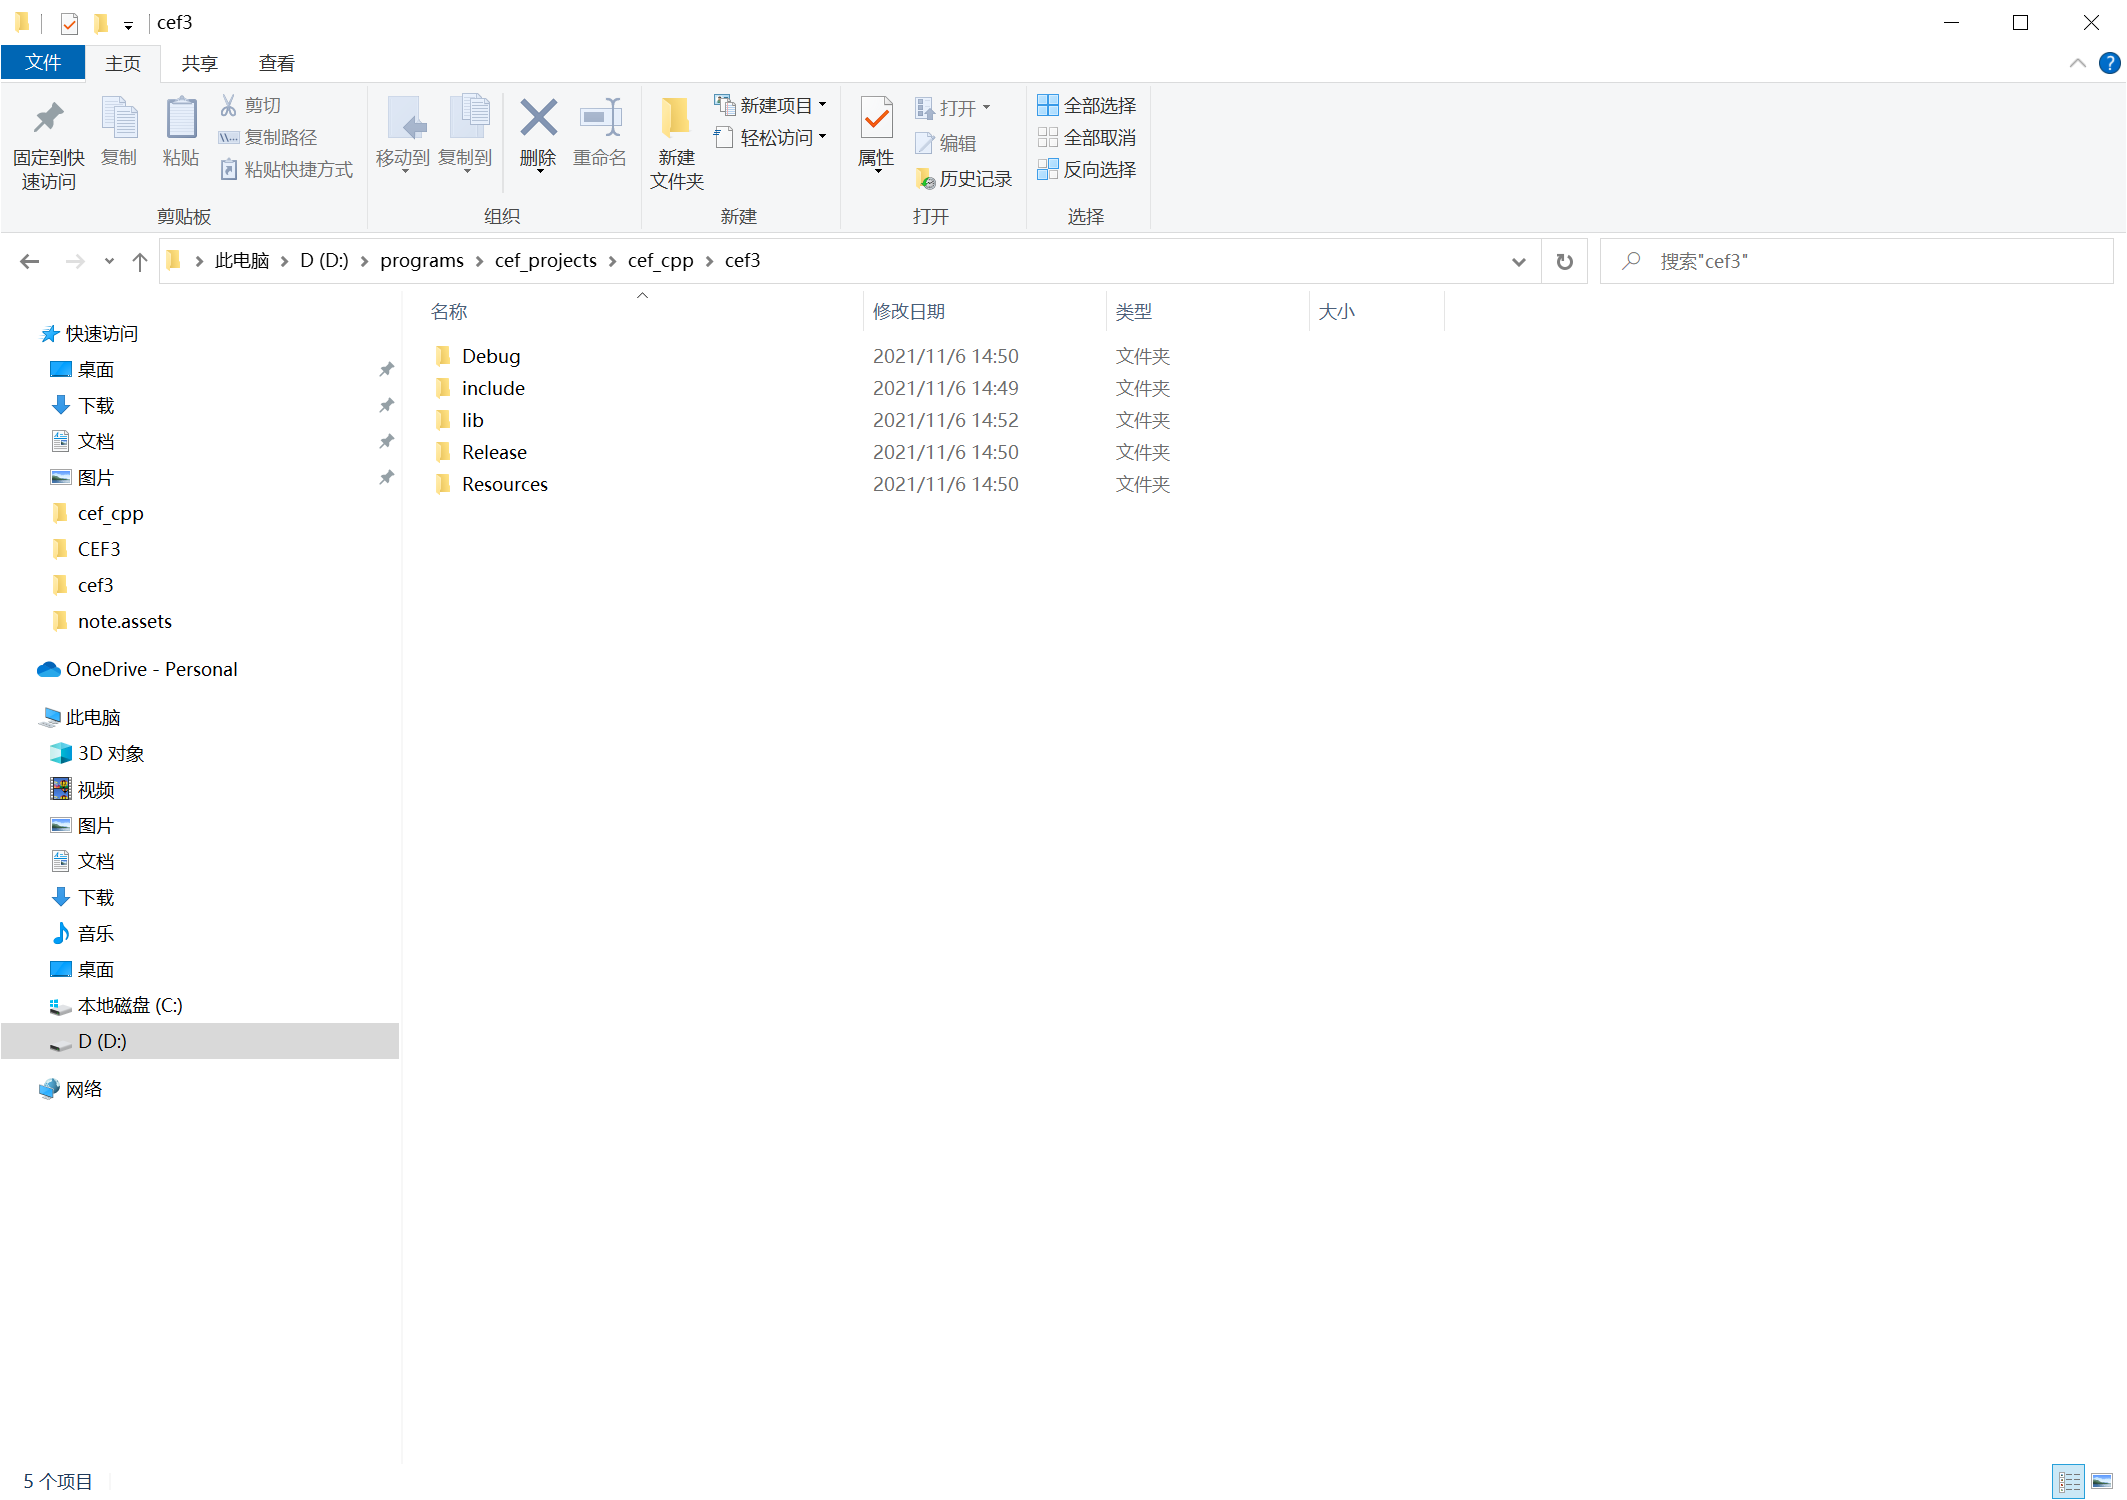 cef3
文件 主页 共享 查看
固定到快速访问 复制 粘贴 剪切 复制路径 粘贴快捷方式 移动到 复制到 删除 重命名 新建文件夹 新建项目 轻松访问 属性 打开 编辑 历史记录 全部选择 全部取消 反向选择
剪贴板 组织 新建 打开 选择
此电脑 D (D:) programs cef_projects cef_cpp cef3 搜索"cef3"
名称 修改日期 类型 大小
Debug 2021/11/6 14:50 文件夹
include 2021/11/6 14:49 文件夹
lib 2021/11/6 14:52 文件夹
Release 2021/11/6 14:50 文件夹
Resources 2021/11/6 14:50 文件夹
快速访问
桌面
下载
文档
图片
cef_cpp
CEF3
cef3
note.assets
OneDrive - Personal
此电脑
3D 对象
视频
图片
文档
下载
音乐
桌面
本地磁盘 (C:)
D (D:)
网络
5 个项目